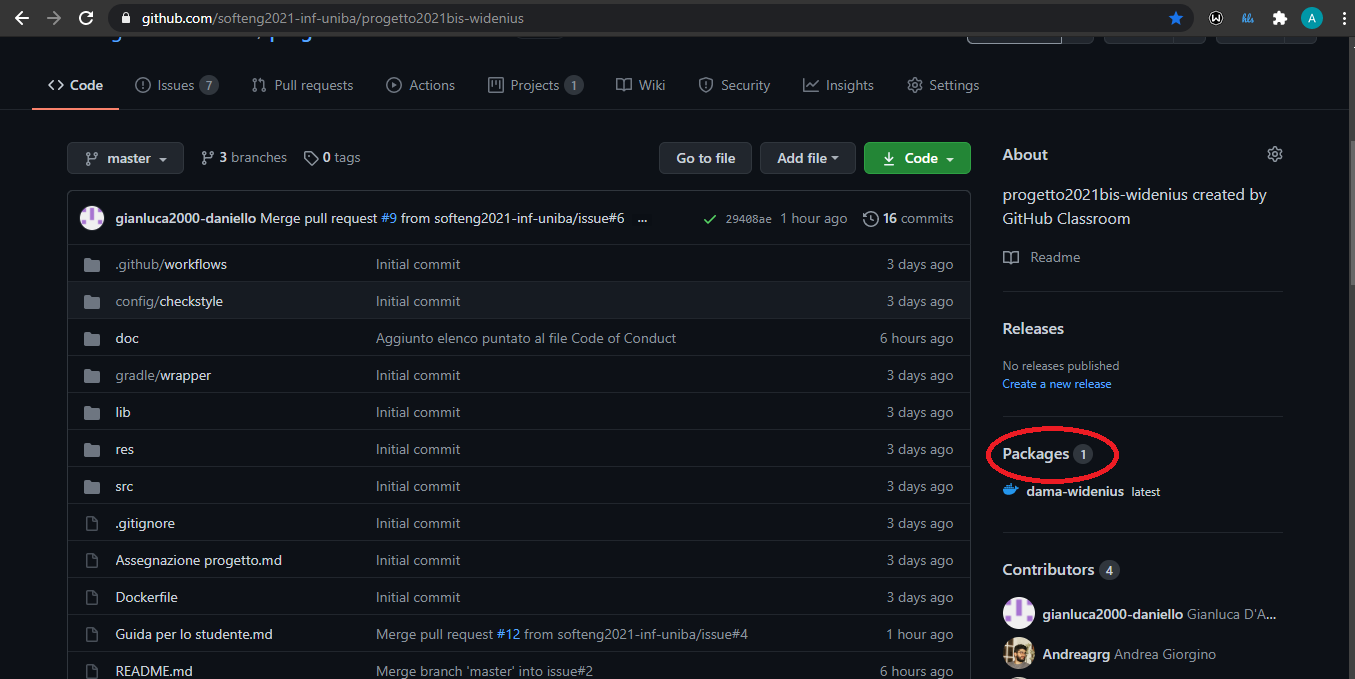 github.com/softeng2021-inf-uniba/progetto2021bis-widenius
A
Code Issues 7 Pull requests Actions Projects 1 Wiki Security Insights Settings
master 3 branches 0 tags Go to file Add file Code
gianluca2000-daniello Merge pull request #9 from softeng2021-inf-uniba/issue#6 ... 29408ae 1 hour ago 16 commits
.github/workflows Initial commit 3 days ago
config/checkstyle Initial commit 3 days ago
doc Aggiunto elenco puntato al file Code of Conduct 6 hours ago
gradle/wrapper Initial commit 3 days ago
lib Initial commit 3 days ago
res Initial commit 3 days ago
src Initial commit 3 days ago
.gitignore Initial commit 3 days ago
Assegnazione progetto.md Initial commit 3 days ago
Dockerfile Initial commit 3 days ago
Guida per lo studente.md Merge pull request #12 from softeng2021-inf-uniba/issue#4 1 hour ago
README.md Merge branch 'master' into issue#2 6 hours ago
About
progetto2021bis-widenius created by
GitHub Classroom
Readme
Releases
No releases published
Create a new release
Packages 1
dama-widenius latest
Contributors 4
gianluca2000-daniello Gianluca D'A...
Andreagrg Andrea Giorgino